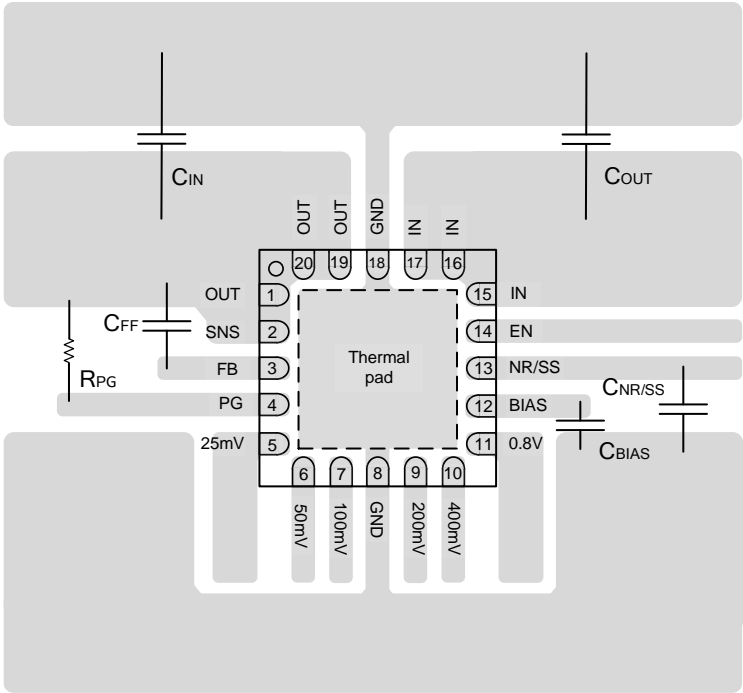 CIN
COUT
OUT
OUT
GND
IN
IN
20
19
18
17
16
OUT
1
15
IN
CFF
SNS
2
14
EN
RPG
FB
3
Thermal
pad
13
NR/SS
CNR/SS
PG
4
12
BIAS
25mV
5
11
0.8V
CBIAS
6
7
8
9
10
50mV
100mV
GND
200mV
400mV